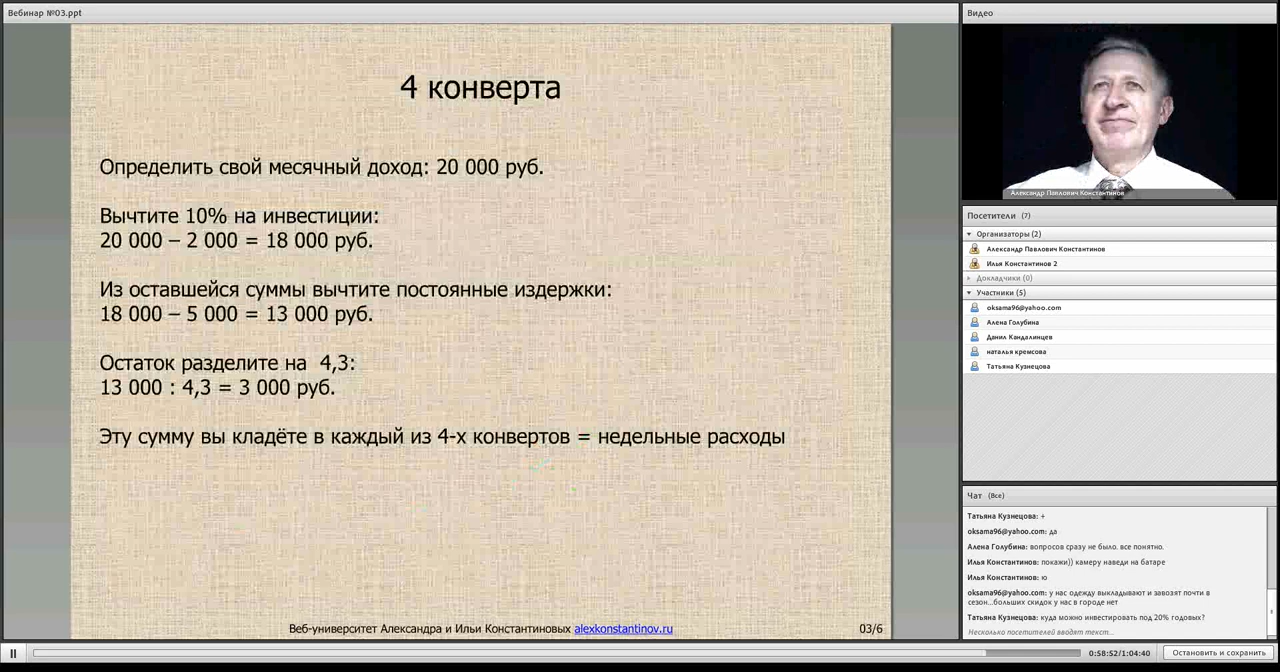 Вебинар №03.ppt
4 конверта
Определить свой месячный доход: 20 000 руб.
Вычтите 10% на инвестиции:
20 000 – 2 000 = 18 000 руб.
Из оставшейся суммы вычтите постоянные издержки:
18 000 – 5 000 = 13 000 руб.
Остаток разделите на 4,3:
13 000 : 4,3 = 3 000 руб.
Эту сумму вы кладёте в каждый из 4-х конвертов = недельные расходы
Веб-университет Александра и Ильи Константиновых alexkonstantinov.ru
03/6
Видео
Александр Павлович Константинов
Посетители (7)
Организаторы (2)
Александр Павлович Константинов
Илья Константинов 2
Докладчики (0)
Участники (5)
oksama96@yahoo.com
Алена Голубина
Данил Кандалинцев
наталья кремсова
Татьяна Кузнецова
Чат (Все)
Татьяна Кузнецова: +
oksama96@yahoo.com: да
Алена Голубина: вопросов сразу не было. все понятно.
Илья Константинов: покажи)) камеру наведи на батаре
Илья Константинов: ю
oksama96@yahoo.com: у нас одежду выкладывают и завозят почти в
сезон...больших скидок у нас в городе нет
Татьяна Кузнецова: куда можно инвестировать под 20% годовых?
Несколько посетителей вводят текст...
0:58:52/1:04:40
Остановить и сохранить